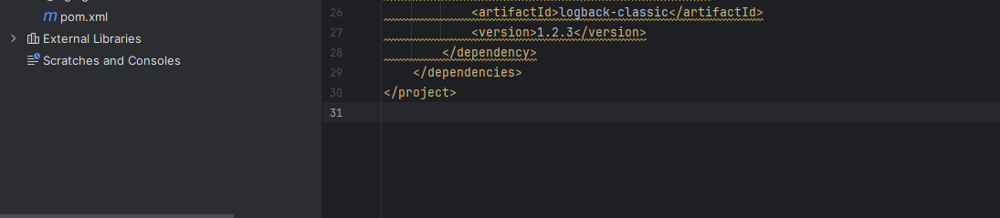 pom.xml
External Libraries
Scratches and Consoles
26 <artifactId>logback-classic</artifactId>
27 <version>1.2.3</version>
28 </dependency>
29 </dependencies>
30 </project>
31